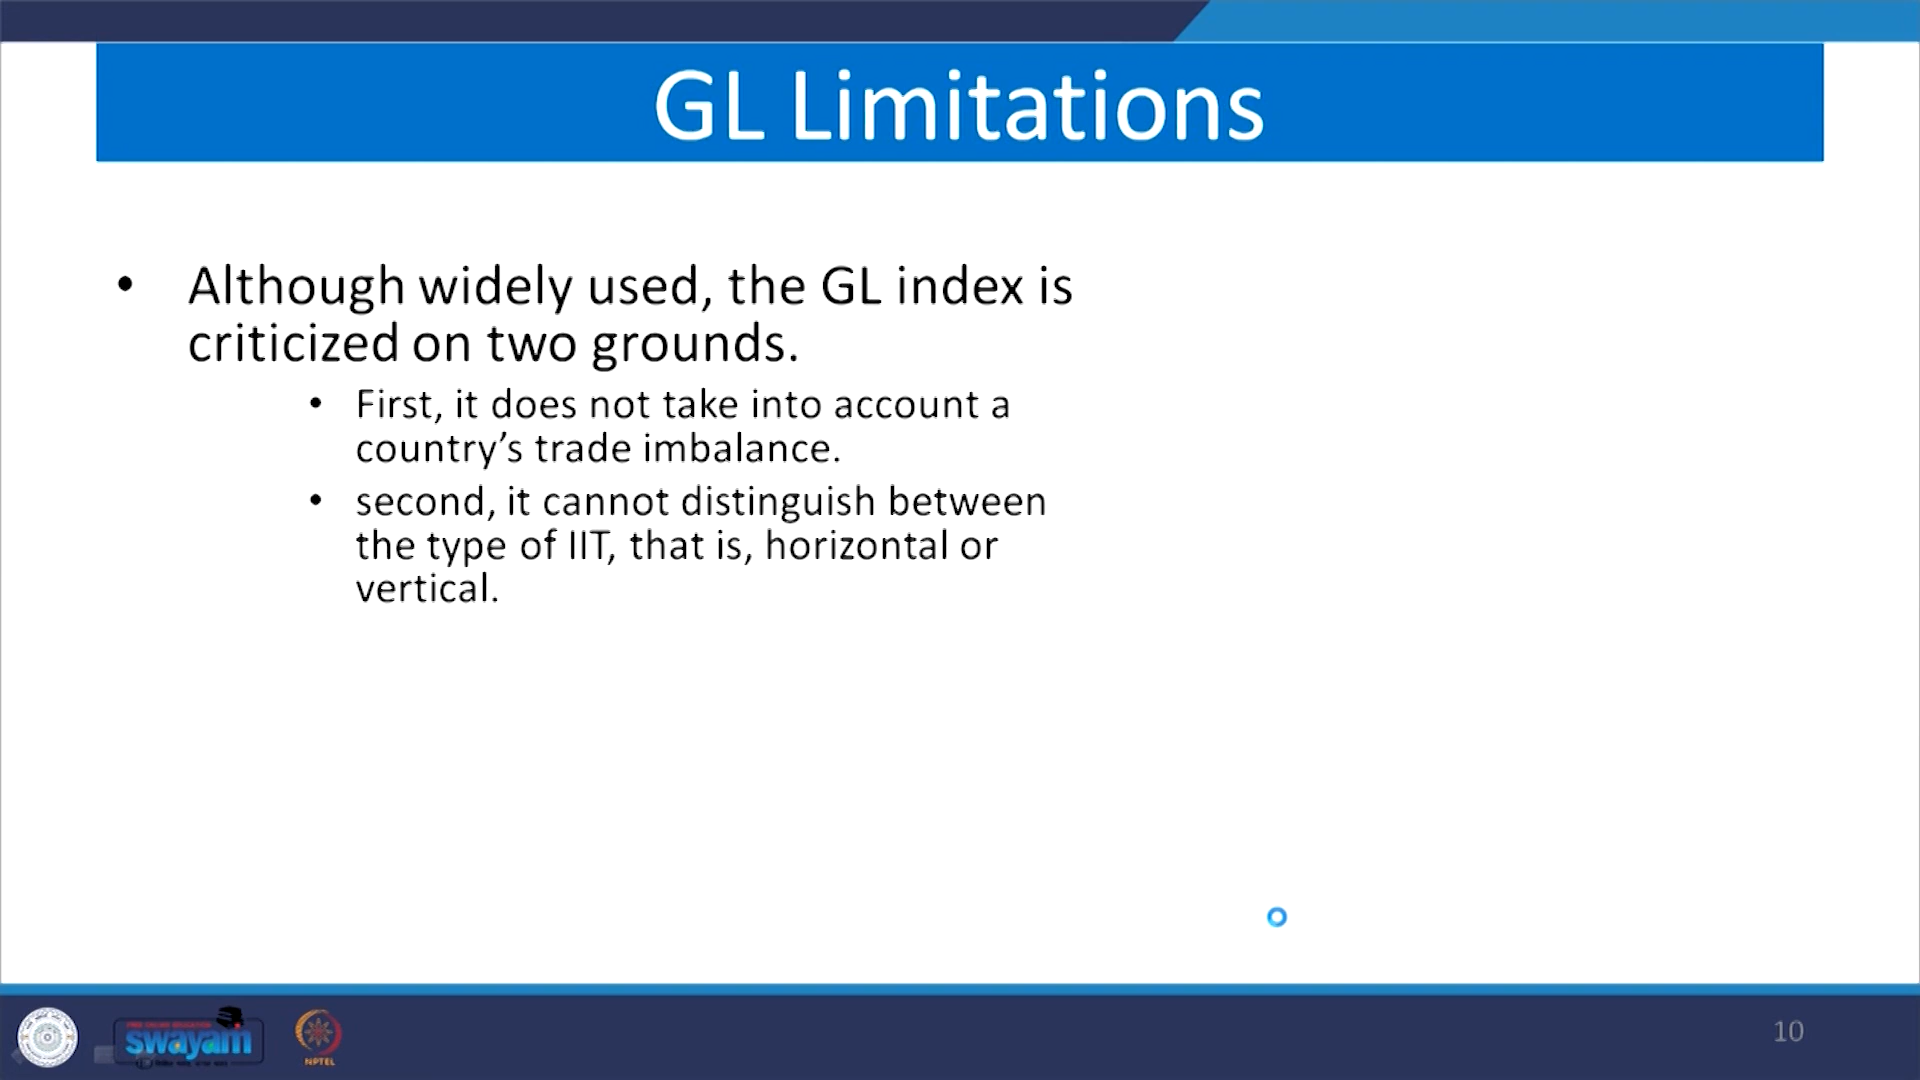 GL Limitations
• Although widely used, the GL index is
criticized on two grounds.
• First, it does not take into account a
country’s trade imbalance.
• second, it cannot distinguish between
the type of IIT, that is, horizontal or
vertical.
swayam
NPTEL
10